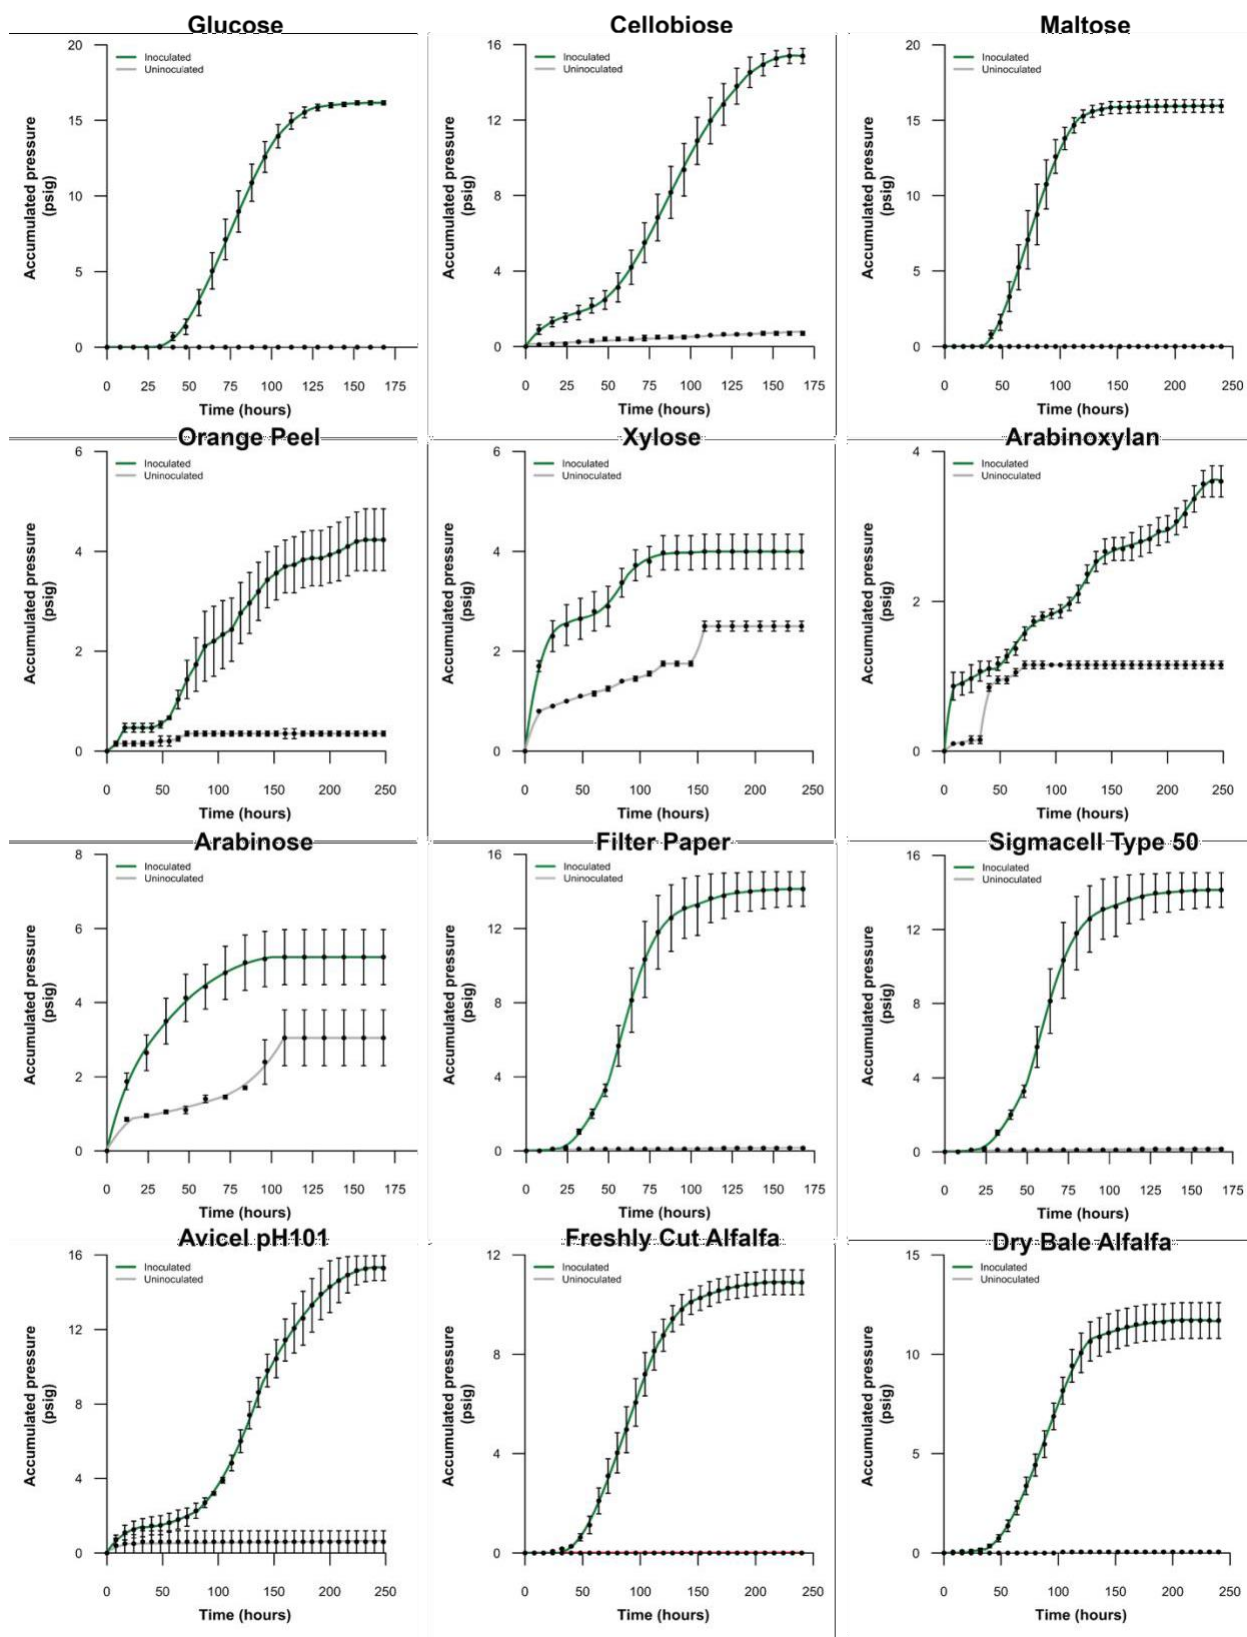 Glucose
Inoculated
Uninoculated
Accumulated pressure
(psig)
20
15
10
5
0
0 25 50 75 100 125 150 175
Time (hours)
Cellobiose
Inoculated
Uninoculated
Accumulated pressure
(psig)
16
12
8
4
0
0 25 50 75 100 125 150 175
Time (hours)
Maltose
Inoculated
Uninoculated
Accumulated pressure
(psig)
20
15
10
5
0
0 50 100 150 200 250
Time (hours)
Orange Peel
Inoculated
Uninoculated
Accumulated pressure
(psig)
6
4
2
0
0 50 100 150 200 250
Time (hours)
Xylose
Inoculated
Uninoculated
Accumulated pressure
(psig)
6
4
2
0
0 50 100 150 200 250
Time (hours)
Arabinoxylan
Inoculated
Uninoculated
Accumulated pressure
(psig)
4
2
0
0 50 100 150 200 250
Time (hours)
Arabinose
Inoculated
Uninoculated
Accumulated pressure
(psig)
8
6
4
2
0
0 25 50 75 100 125 150 175
Time (hours)
Filter Paper
Inoculated
Uninoculated
Accumulated pressure
(psig)
16
12
8
4
0
0 25 50 75 100 125 150 175
Time (hours)
Sigmacell Type 50
Inoculated
Uninoculated
Accumulated pressure
(psig)
16
12
8
4
0
0 25 50 75 100 125 150 175
Time (hours)
Avicel pH101
Inoculated
Uninoculated
Accumulated pressure
(psig)
16
12
8
4
0
0 50 100 150 200 250
Time (hours)
Freshly Cut Alfalfa
Inoculated
Uninoculated
Accumulated pressure
(psig)
12
8
4
0
0 50 100 150 200 250
Time (hours)
Dry Bale Alfalfa
Inoculated
Uninoculated
Accumulated pressure
(psig)
15
10
5
0
0 50 100 150 200 250
Time (hours)